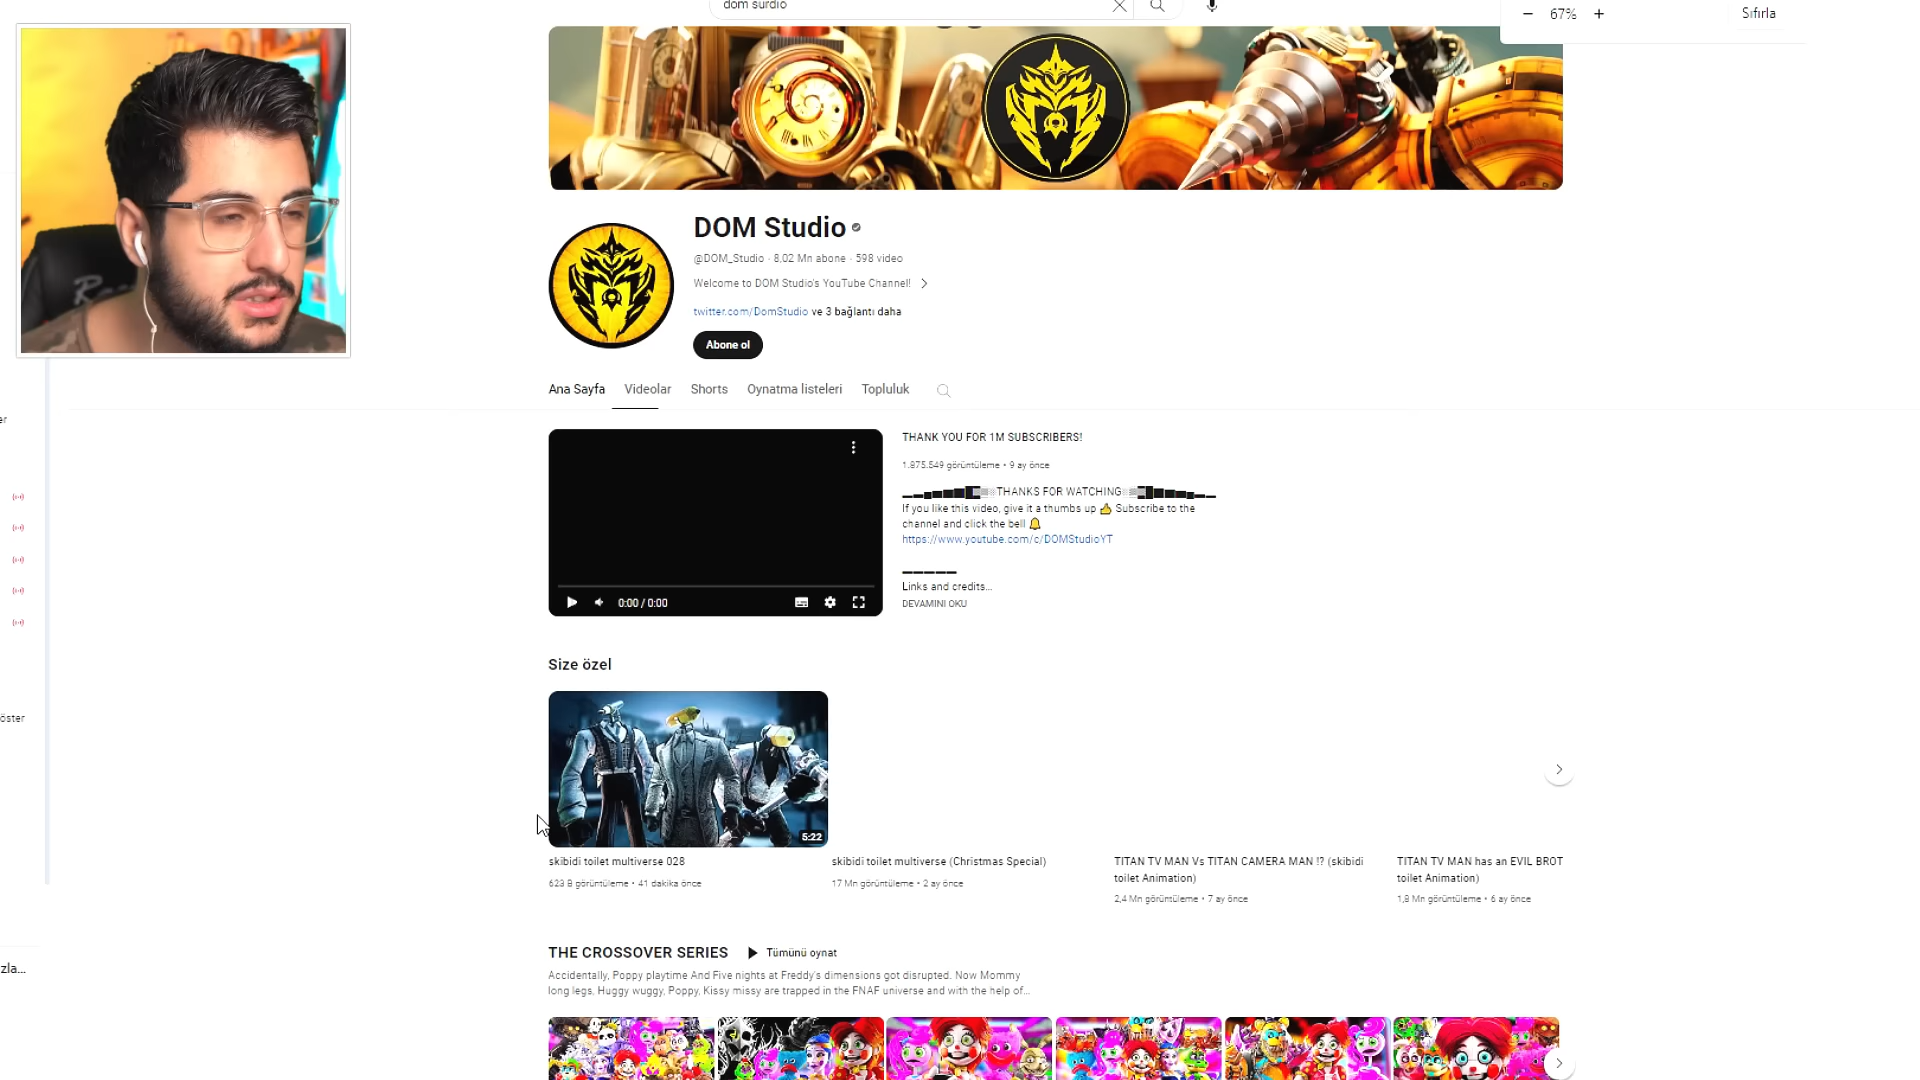 dom surdio
67%
Sıfırla
DOM Studio
@DOM_Studio · 8,02 Mn abone · 598 video
Welcome to DOM Studio's YouTube Channel!
twitter.com/DomStudio ve 3 bağlantı daha
Abone ol
Ana Sayfa Videolar Shorts Oynatma listeleri Topluluk
THANK YOU FOR 1M SUBSCRIBERS!
1.875.549 görüntüleme • 9 ay önce
THANKS FOR WATCHING
If you like this video, give it a thumbs up 👍 Subscribe to the
channel and click the bell 🔔
https://www.youtube.com/c/DOMStudioYT
Links and credits...
DEVAMINI OKU
0:00 / 0:00
er
öster
zla...
Size özel
5:22
skibidi toilet multiverse 028
623 B görüntüleme • 41 dakika önce
skibidi toilet multiverse (Christmas Special)
17 Mn görüntüleme • 2 ay önce
TITAN TV MAN Vs TITAN CAMERA MAN !? (skibidi
toilet Animation)
2,4 Mn görüntüleme • 7 ay önce
TITAN TV MAN has an EVIL BROT
toilet Animation)
1,8 Mn görüntüleme • 6 ay önce
THE CROSSOVER SERIES
Tümünü oynat
Accidentally, Poppy playtime And Five nights at Freddy's dimensions got disrupted. Now Mommy
long legs, Huggy wuggy, Poppy, Kissy missy are trapped in the FNAF universe and with the help of...